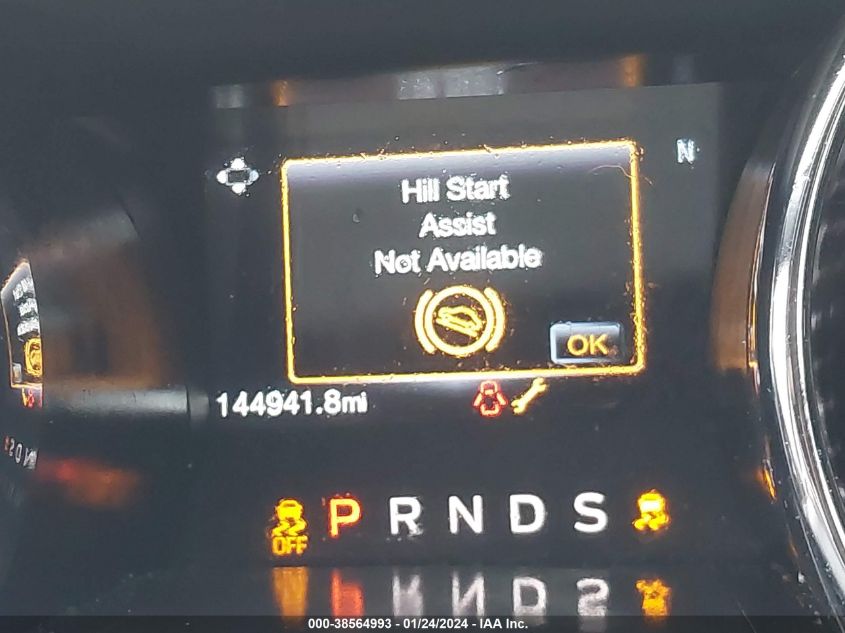 N
Hill Start
Assist
Not Available
OK
144941.8mi
OFF
P R N D S
000-38564993 - 01/24/2024 - IAA Inc.